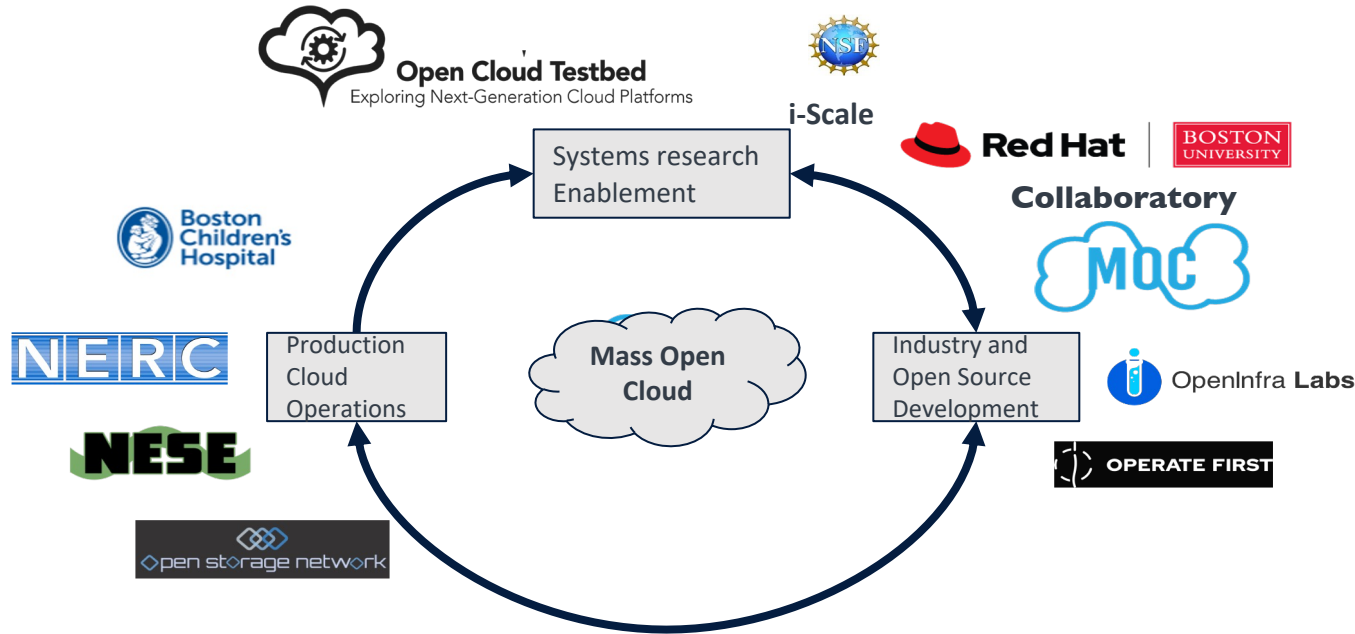 Open Cloud Testbed
Exploring Next-Generation Cloud Platforms
NSF
i-Scale
Red Hat
BOSTON
UNIVERSITY
Collaboratory
MOC
Systems research
Enablement
Boston
Children's
Hospital
NERC
Production
Cloud
Operations
Mass Open
Cloud
Industry and
Open Source
Development
OpenInfra Labs
NESE
OPERATE FIRST
open storage network